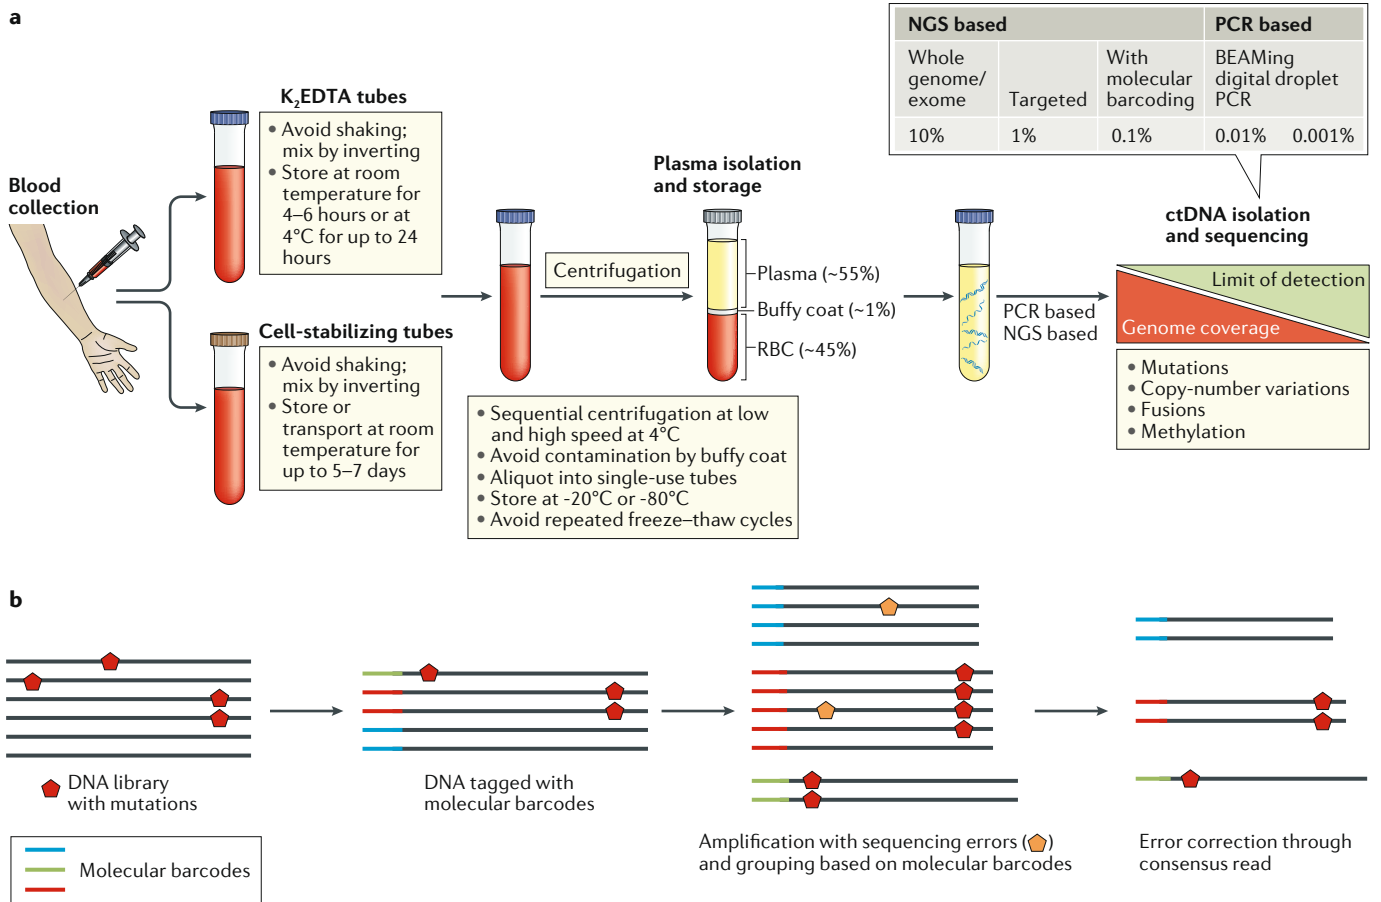 a
Blood
collection
K₂EDTA tubes
• Avoid shaking;
mix by inverting
• Store at room
temperature for
4–6 hours or at
4°C for up to 24
hours
Cell-stabilizing tubes
• Avoid shaking;
mix by inverting
• Store or
transport at room
temperature for
up to 5–7 days
Centrifugation
Plasma isolation
and storage
Plasma (~55%)
Buffy coat (~1%)
RBC (~45%)
• Sequential centrifugation at low
and high speed at 4°C
• Avoid contamination by buffy coat
• Aliquot into single-use tubes
• Store at -20°C or -80°C
• Avoid repeated freeze–thaw cycles
PCR based
NGS based
NGS based PCR based
Whole
genome/
exome
Targeted
With
molecular
barcoding
BEAMing
digital droplet
PCR
10% 1% 0.1% 0.01% 0.001%
ctDNA isolation
and sequencing
Limit of detection
Genome coverage
• Mutations
• Copy-number variations
• Fusions
• Methylation
b
DNA library
with mutations
Molecular barcodes
DNA tagged with
molecular barcodes
Amplification with sequencing errors ( )
and grouping based on molecular barcodes
Error correction through
consensus read